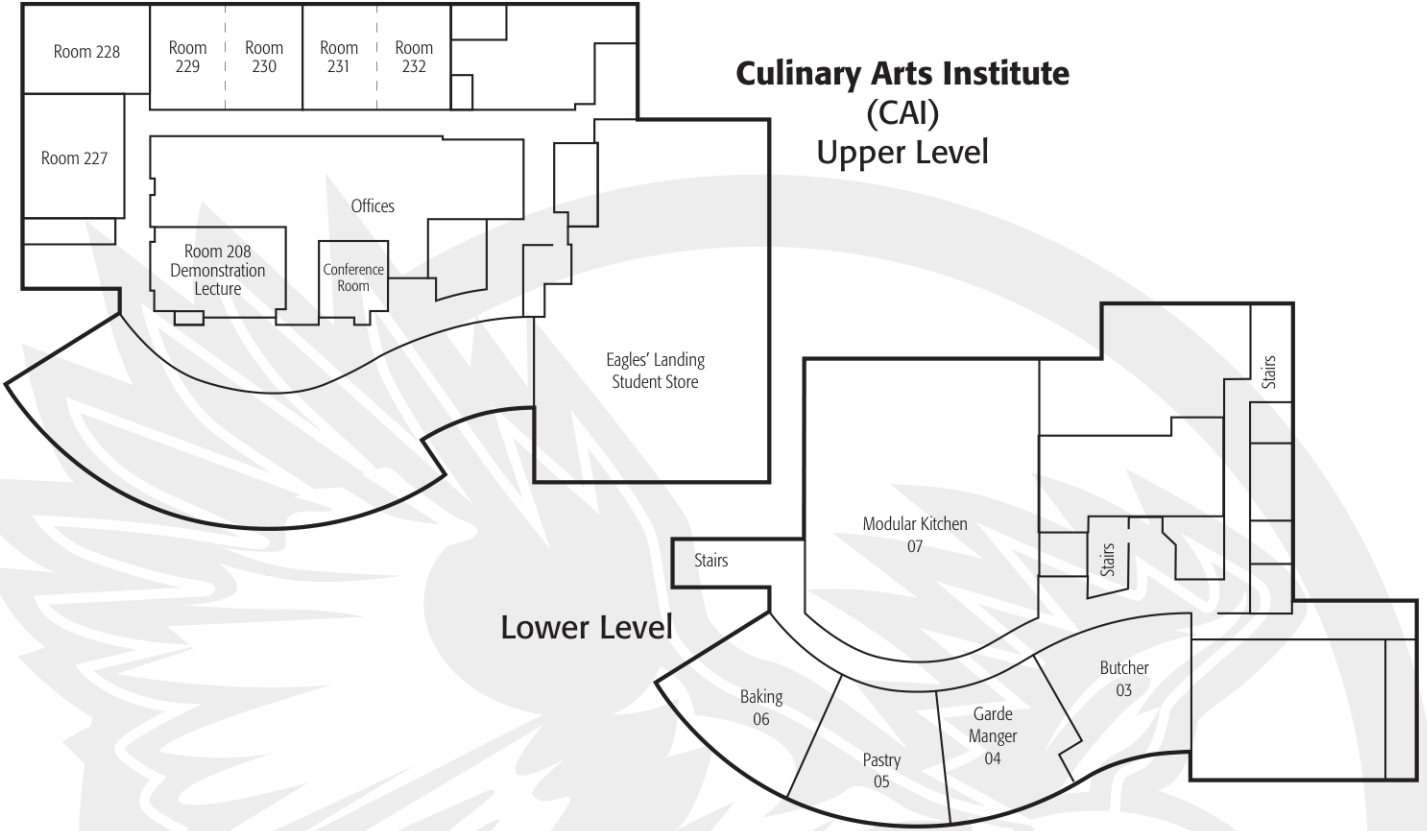 Culinary Arts Institute
(CAI)
Upper Level
Room 228
Room
229
Room
230
Room
231
Room
232
Room 227
Offices
Room 208
Demonstration
Lecture
Conference
Room
Eagles’ Landing
Student Store
Lower Level
Stairs
Stairs
Stairs
Modular Kitchen
07
Baking
06
Pastry
05
Garde
Manger
04
Butcher
03